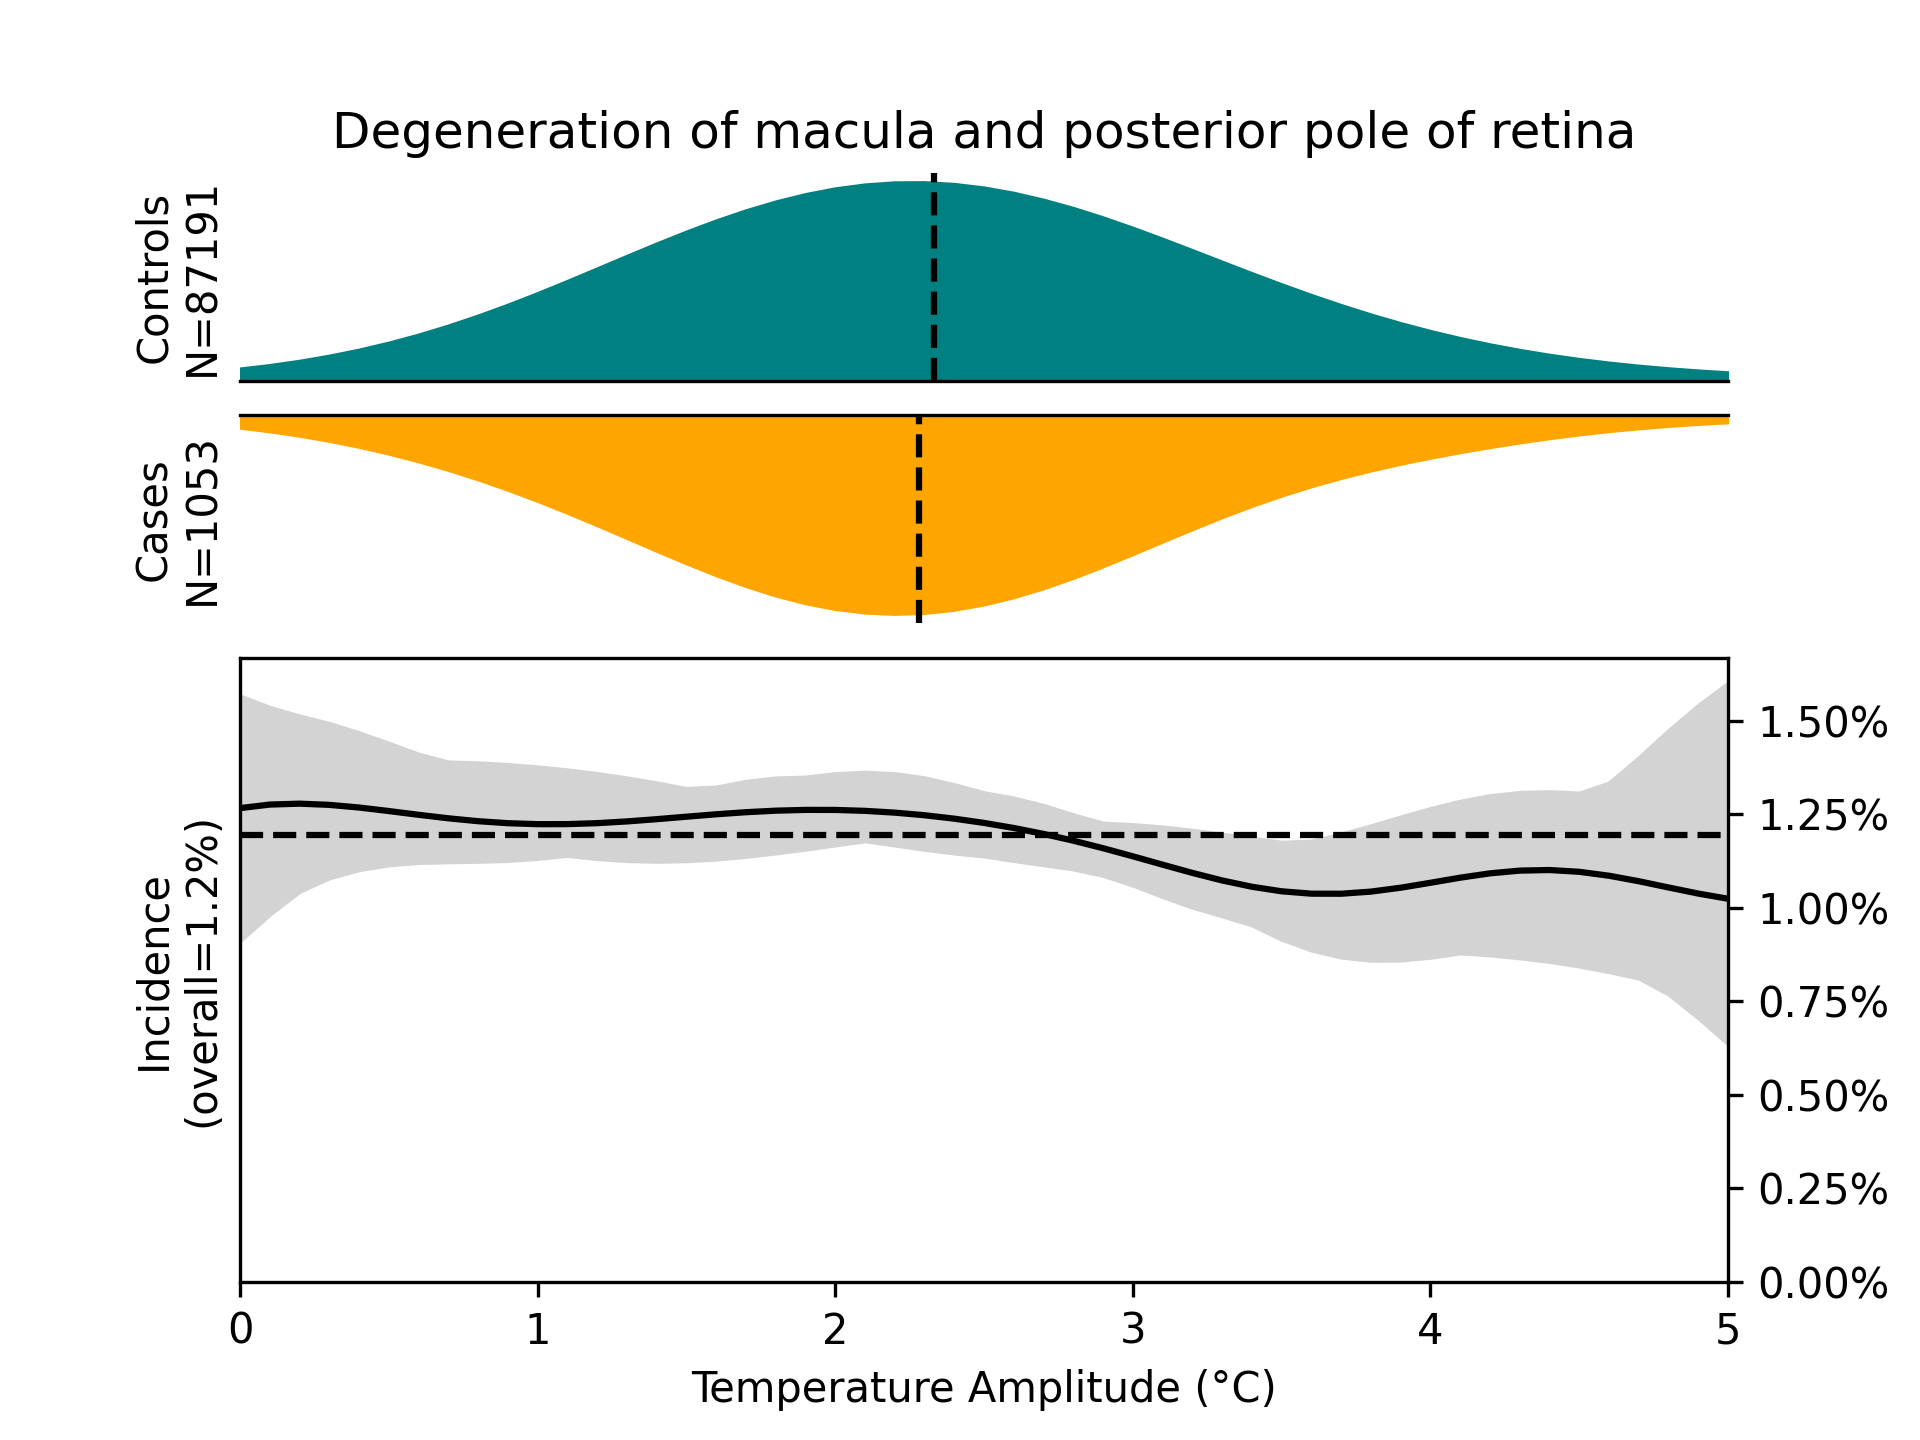 Degeneration of macula and posterior pole of retina
Controls
N=87191
Cases
N=1053
Incidence
(overall=1.2%)
1.50%
1.25%
1.00%
0.75%
0.50%
0.25%
0.00%
0 1 2 3 4 5
Temperature Amplitude (°C)